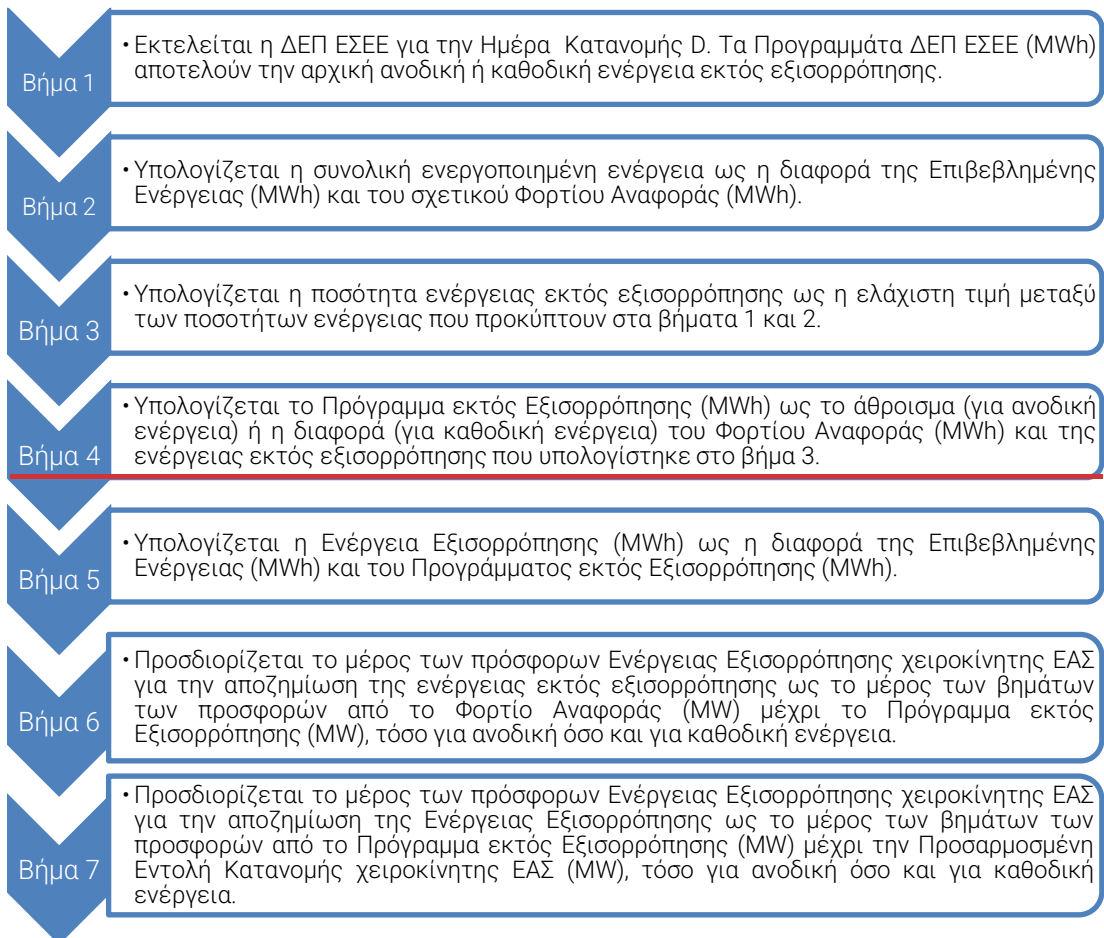 Βήμα 1
• Εκτελείται η ΔΕΠ ΕΣΕΕ για την Ημέρα Κατανομής D. Τα Προγραμμάτα ΔΕΠ ΕΣΕΕ (MWh)
αποτελούν την αρχική ανοδική ή καθοδική ενέργεια εκτός εξισορρόπησης.
Βήμα 2
• Υπολογίζεται η συνολική ενεργοποιημένη ενέργεια ως η διαφορά της Επιβεβλημένης
Ενέργειας (MWh) και του σχετικού Φορτίου Αναφοράς (MWh).
Βήμα 3
• Υπολογίζεται η ποσότητα ενέργειας εκτός εξισορρόπησης ως η ελάχιστη τιμή μεταξύ
των ποσοτήτων ενέργειας που προκύπτουν στα βήματα 1 και 2.
Βήμα 4
• Υπολογίζεται το Πρόγραμμα εκτός Εξισορρόπησης (MWh) ως το άθροισμα (για ανοδική
ενέργεια) ή η διαφορά (για καθοδική ενέργεια) του Φορτίου Αναφοράς (MWh) και της
ενέργειας εκτός εξισορρόπησης που υπολογίστηκε στο βήμα 3.
Βήμα 5
• Υπολογίζεται η Ενέργεια Εξισορρόπησης (MWh) ως η διαφορά της Επιβεβλημένης
Ενέργειας (MWh) και του Προγράμματος εκτός Εξισορρόπησης (MWh).
Βήμα 6
• Προσδιορίζεται το μέρος των πρόσφορων Ενέργειας Εξισορρόπησης χειροκίνητης ΕΑΣ
για την αποζημίωση της ενέργειας εκτός εξισορρόπησης ως το μέρος των βημάτων
των προσφορών από το Φορτίο Αναφοράς (MW) μέχρι το Πρόγραμμα εκτός
Εξισορρόπησης (MW), τόσο για ανοδική όσο και για καθοδική ενέργεια.
Βήμα 7
• Προσδιορίζεται το μέρος των πρόσφορων Ενέργειας Εξισορρόπησης χειροκίνητης ΕΑΣ
για την αποζημίωση της Ενέργειας Εξισορρόπησης ως το μέρος των βημάτων των
προσφορών από το Πρόγραμμα εκτός Εξισορρόπησης (MW) μέχρι την Προσαρμοσμένη
Εντολή Κατανομής χειροκίνητης ΕΑΣ (MW), τόσο για ανοδική όσο και για καθοδική
ενέργεια.